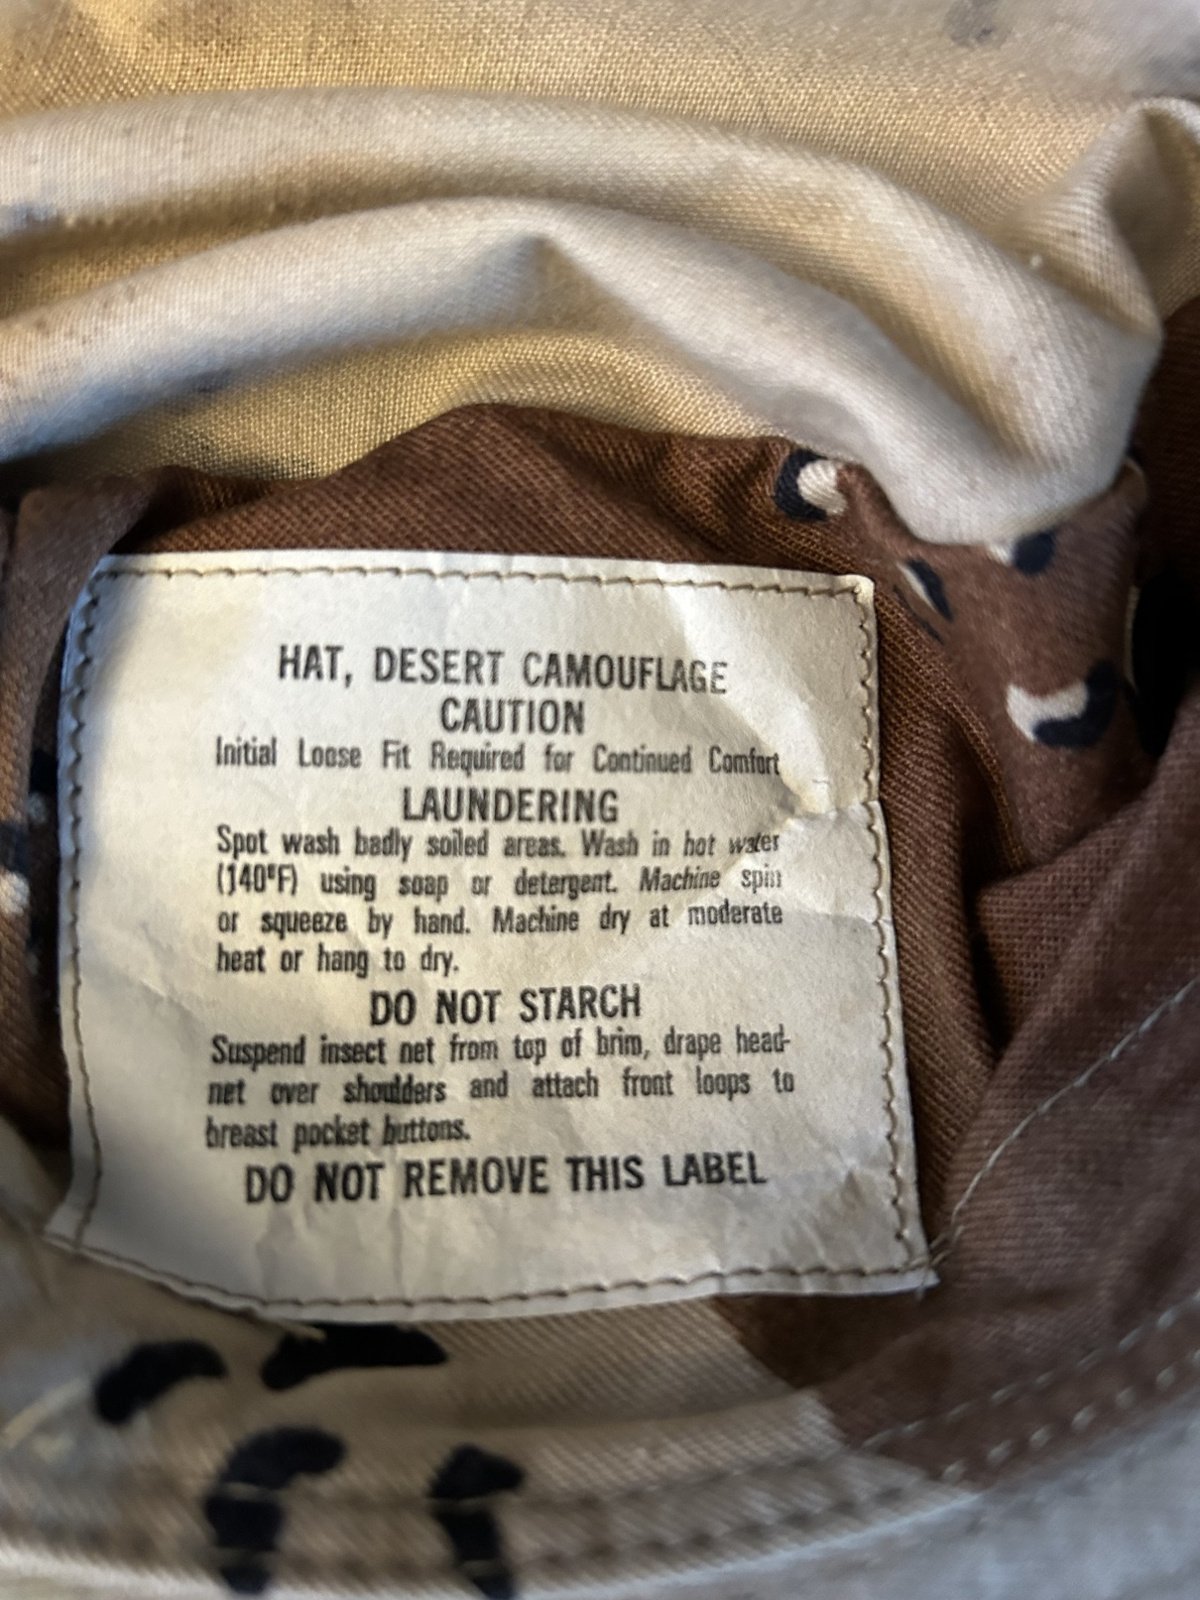 HAT, DESERT CAMOUFLAGE
CAUTION
Initial Loose Fit Required for Continued Comfort
LAUNDERING
Spot wash badly soiled areas. Wash in hot water
(140°F) using soap or detergent. Machine spin
or squeeze by hand. Machine dry at moderate
heat or hang to dry.
DO NOT STARCH
Suspend insect net from top of brim, drape head-
net over shoulders and attach front loops to
breast pocket buttons.
DO NOT REMOVE THIS LABEL